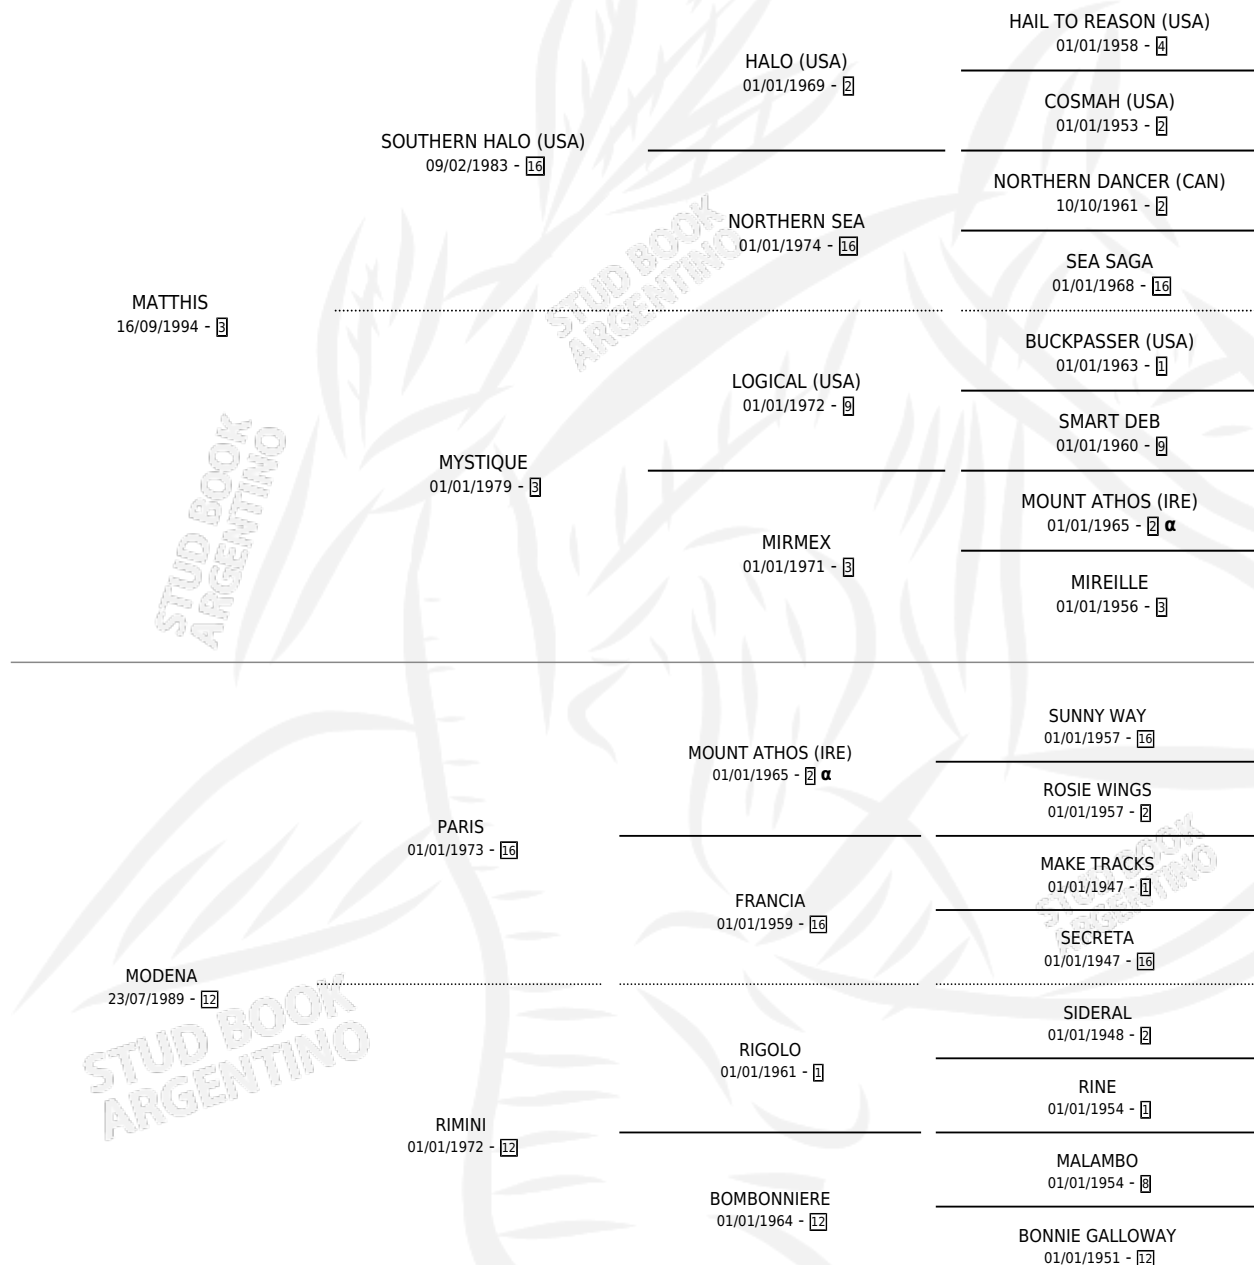 HAIL TO REASON (USA)
01/01/1958 - 4
HALO (USA)
01/01/1969 - 2
COSMAH (USA)
01/01/1953 - 2
SOUTHERN HALO (USA)
09/02/1983 - 16
NORTHERN DANCER (CAN)
10/10/1961 - 2
NORTHERN SEA
01/01/1974 - 16
SEA SAGA
01/01/1968 - 16
MATTHIS
16/09/1994 - 3
BUCKPASSER (USA)
01/01/1963 - 1
LOGICAL (USA)
01/01/1972 - 9
SMART DEB
01/01/1960 - 9
MYSTIQUE
01/01/1979 - 3
MOUNT ATHOS (IRE)
01/01/1965 - 2 α
MIRMEX
01/01/1971 - 3
MIREILLE
01/01/1956 - 3
SUNNY WAY
01/01/1957 - 16
MOUNT ATHOS (IRE)
01/01/1965 - 2 α
ROSIE WINGS
01/01/1957 - 2
PARIS
01/01/1973 - 16
MAKE TRACKS
01/01/1947 - 1
FRANCIA
01/01/1959 - 16
SECRETA
01/01/1947 - 16
MODENA
23/07/1989 - 12
SIDERAL
01/01/1948 - 2
RIGOLO
01/01/1961 - 1
RINE
01/01/1954 - 1
RIMINI
01/01/1972 - 12
MALAMBO
01/01/1954 - 8
BOMBONNIERE
01/01/1964 - 12
BONNIE GALLOWAY
01/01/1951 - 12
STUD BOOK
ARGENTINO
STUD BOOK
ARGENTINO
STUD BOOK
ARGENTINO
STUD BOOK
ARGENTINO